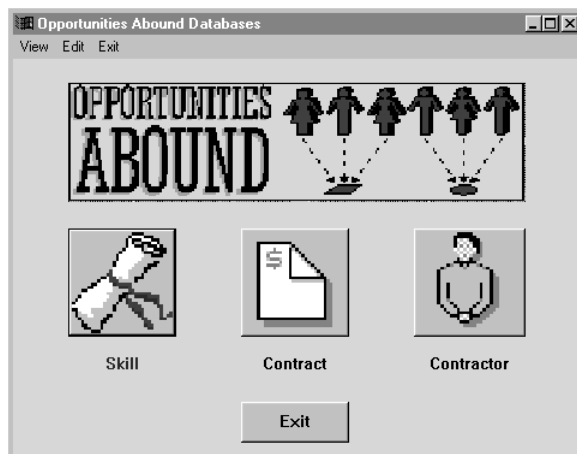 Opportunities Abound Databases
View Edit Exit
OPPORTUNITIES
ABOUND
$
Skill Contract Contractor
Exit